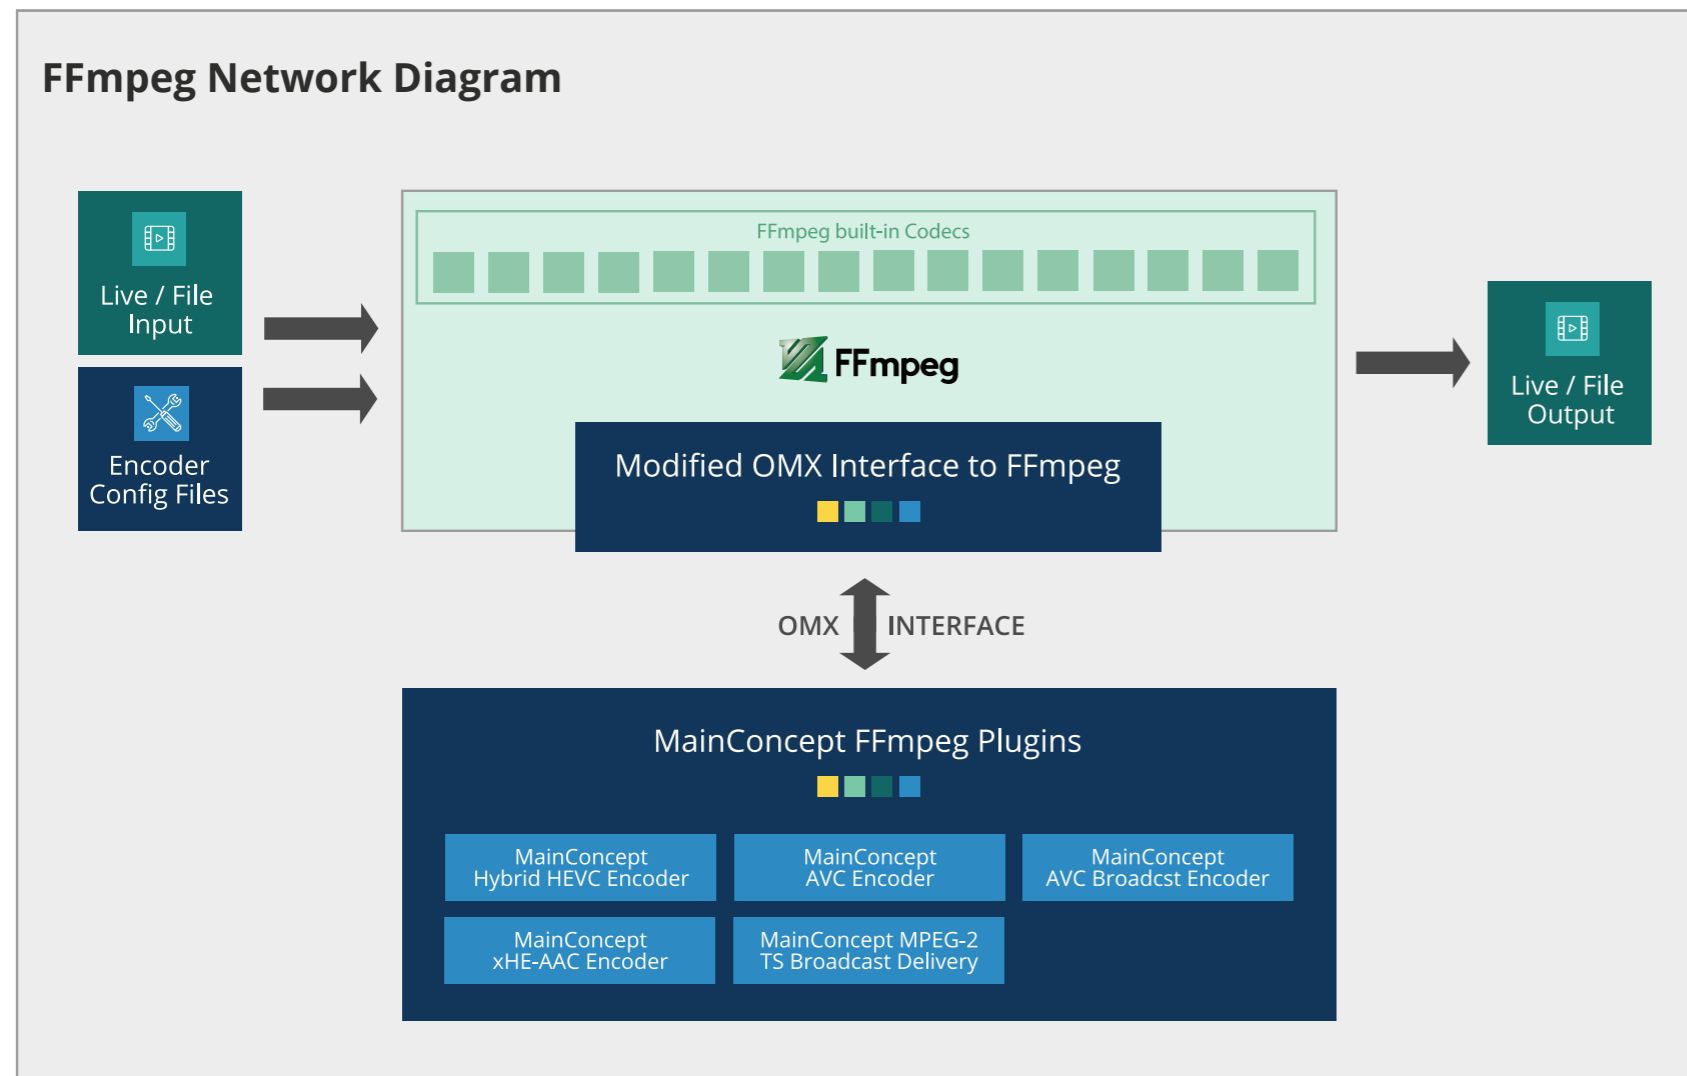 FFmpeg Network Diagram
Live / File
Input
Encoder
Config Files
FFmpeg built-in Codecs
FFmpeg
Modified OMX Interface to FFmpeg
OMX INTERFACE
Live / File
Output
MainConcept FFmpeg Plugins
MainConcept
Hybrid HEVC Encoder
MainConcept
AVC Encoder
MainConcept
AVC Broadcst Encoder
MainConcept
xHE-AAC Encoder
MainConcept MPEG-2
TS Broadcast Delivery